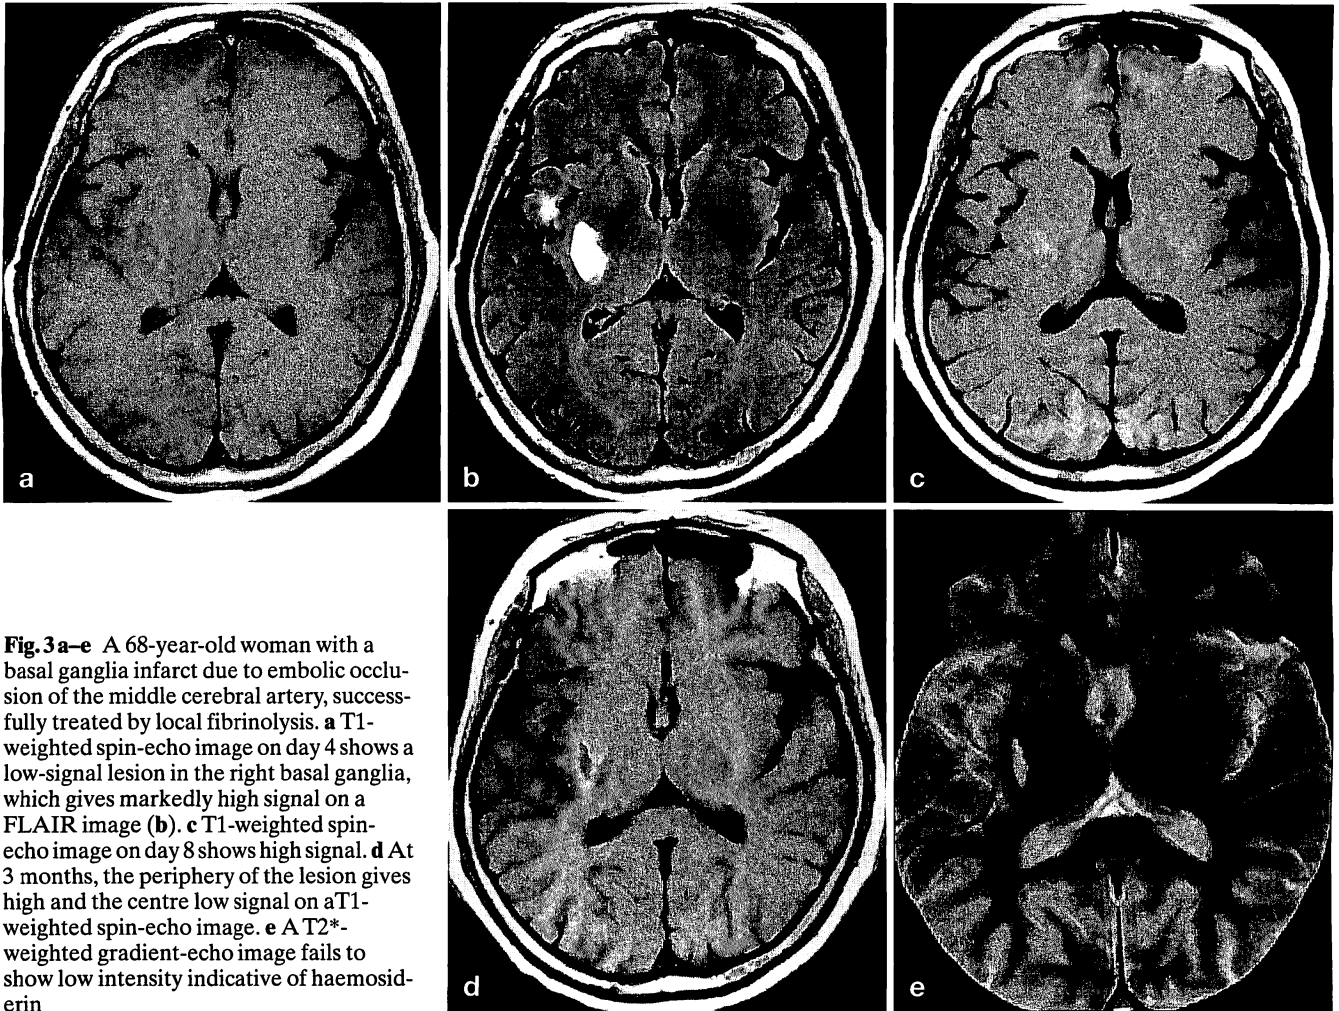 a
b
c
Fig. 3 a–e A 68-year-old woman with a
basal ganglia infarct due to embolic occlu-
sion of the middle cerebral artery, success-
fully treated by local fibrinolysis. a T1-
weighted spin-echo image on day 4 shows a
low-signal lesion in the right basal ganglia,
which gives markedly high signal on a
FLAIR image (b). c T1-weighted spin-
echo image on day 8 shows high signal. d At
3 months, the periphery of the lesion gives
high and the centre low signal on aT1-
weighted spin-echo image. e A T2*-
weighted gradient-echo image fails to
show low intensity indicative of haemosid-
erin
d
e